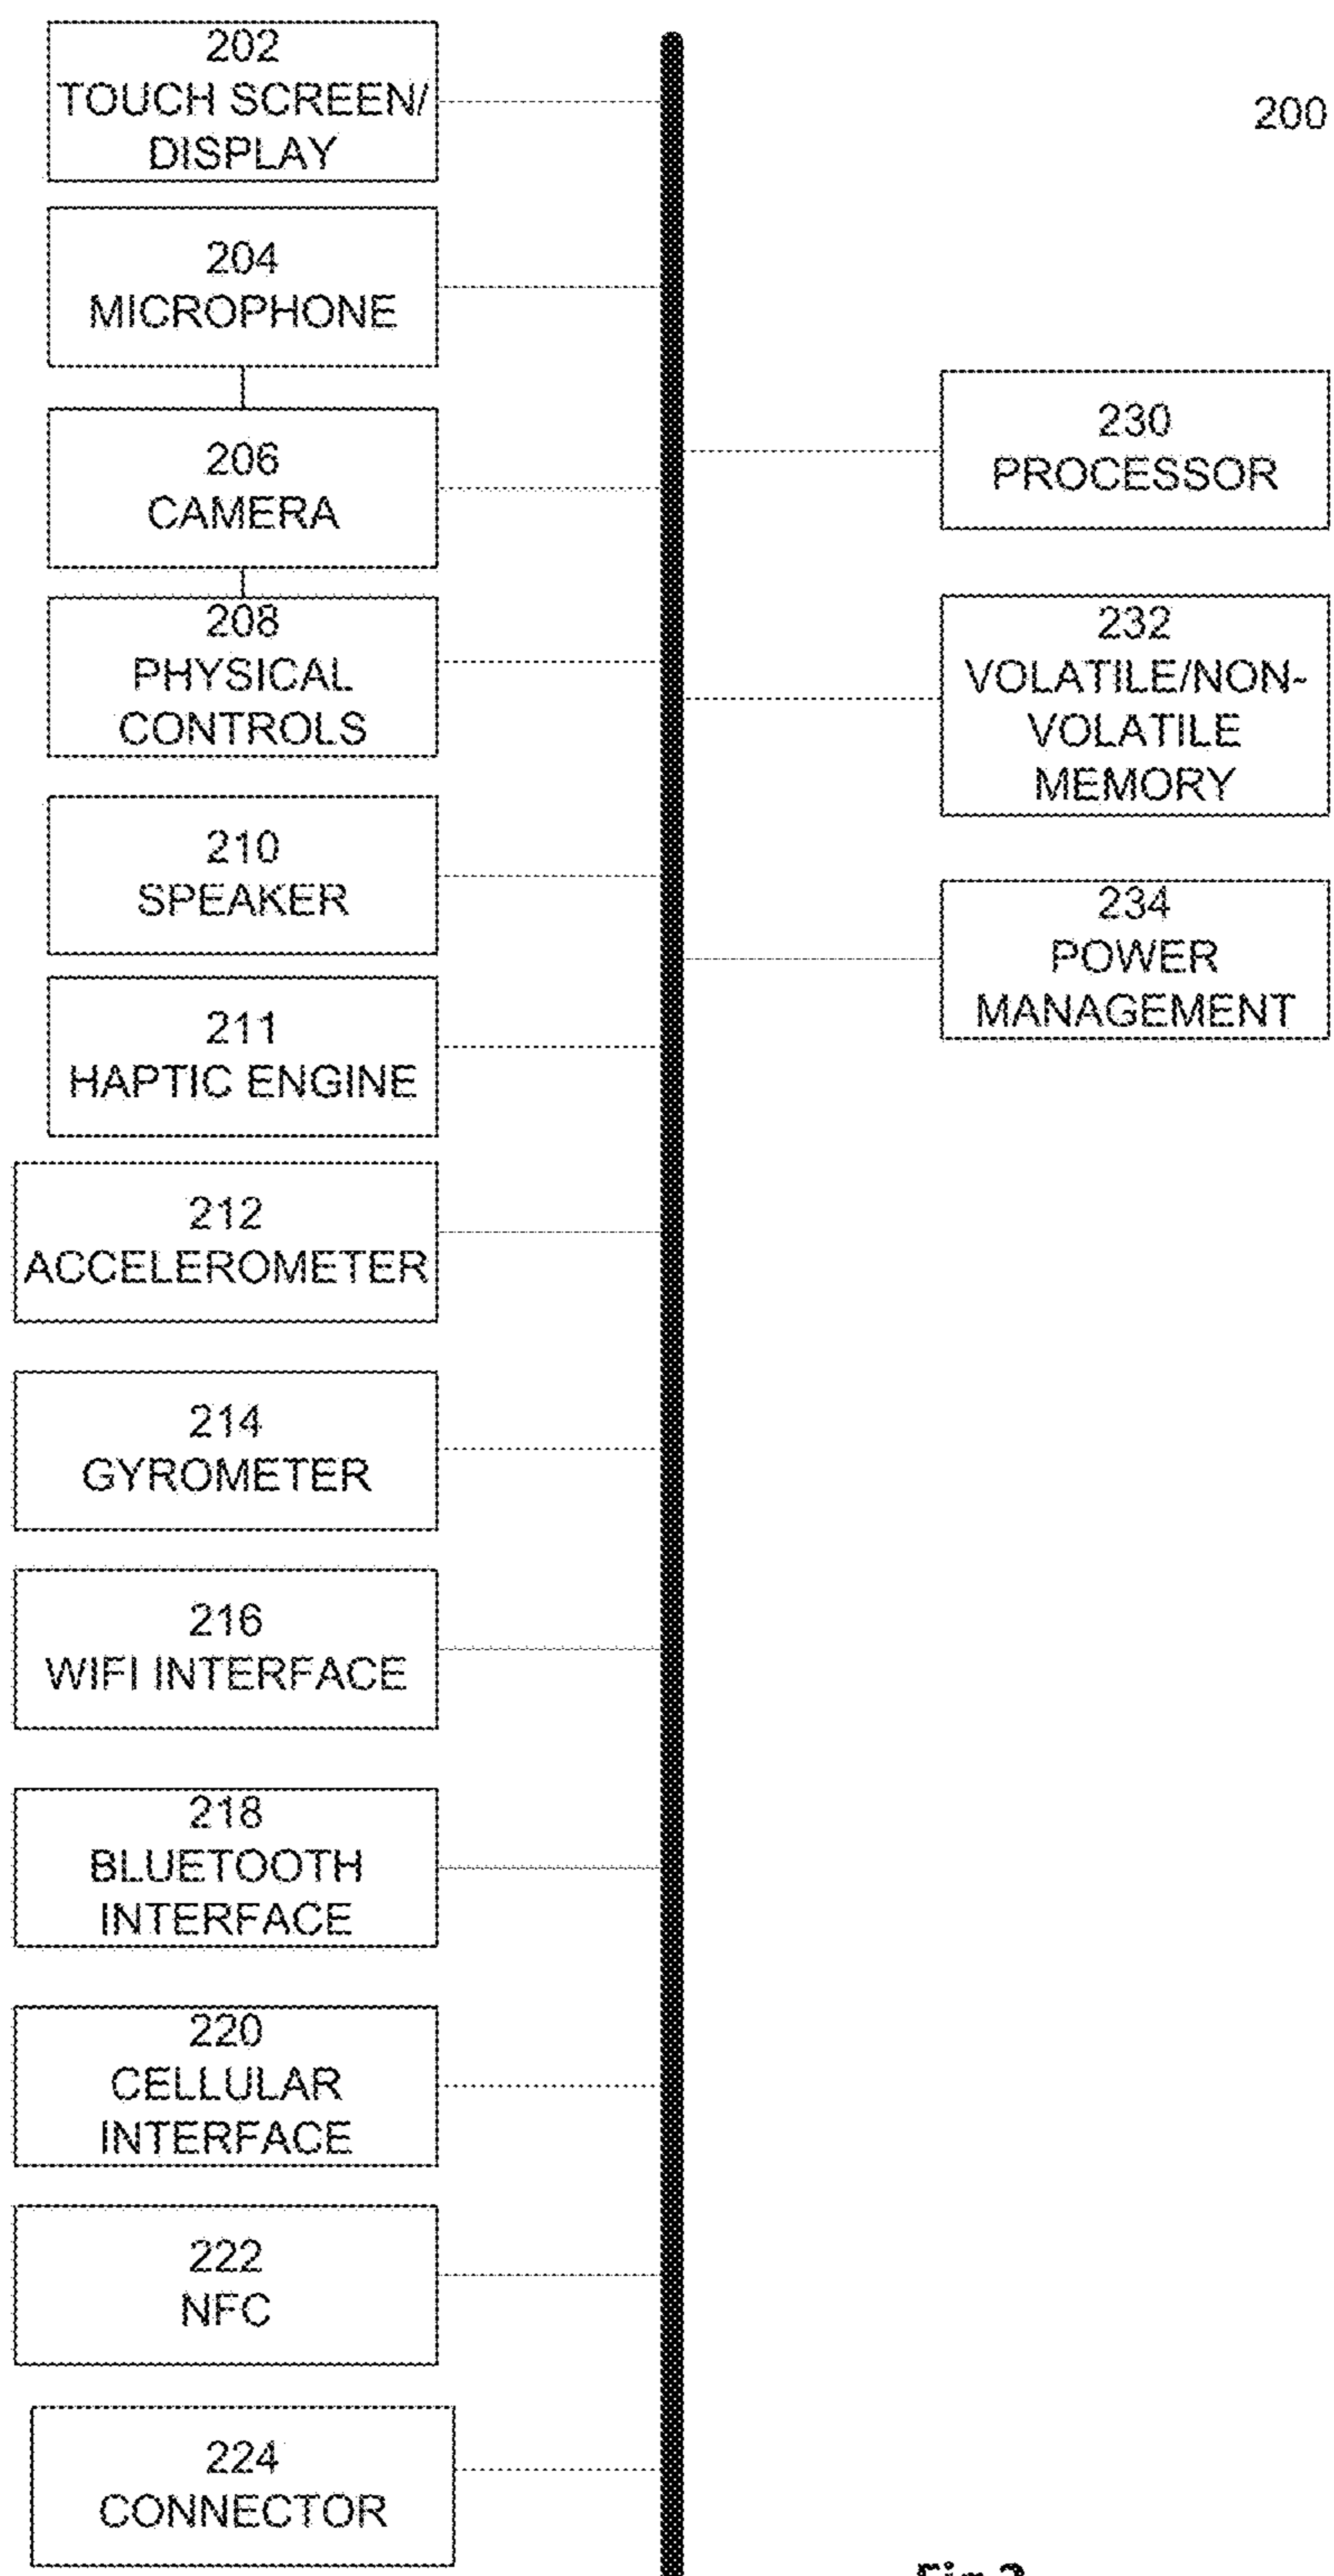 202
TOUCH SCREEN/
DISPLAY
200
204
MICROPHONE
206
CAMERA
230
PROCESSOR
208
PHYSICAL
CONTROLS
232
VOLATILE/NON-
VOLATILE
MEMORY
210
SPEAKER
234
POWER
MANAGEMENT
211
HAPTIC ENGINE
212
ACCELEROMETER
214
GYROMETER
216
WIFI INTERFACE
218
BLUETOOTH
INTERFACE
220
CELLULAR
INTERFACE
222
NFC
224
CONNECTOR